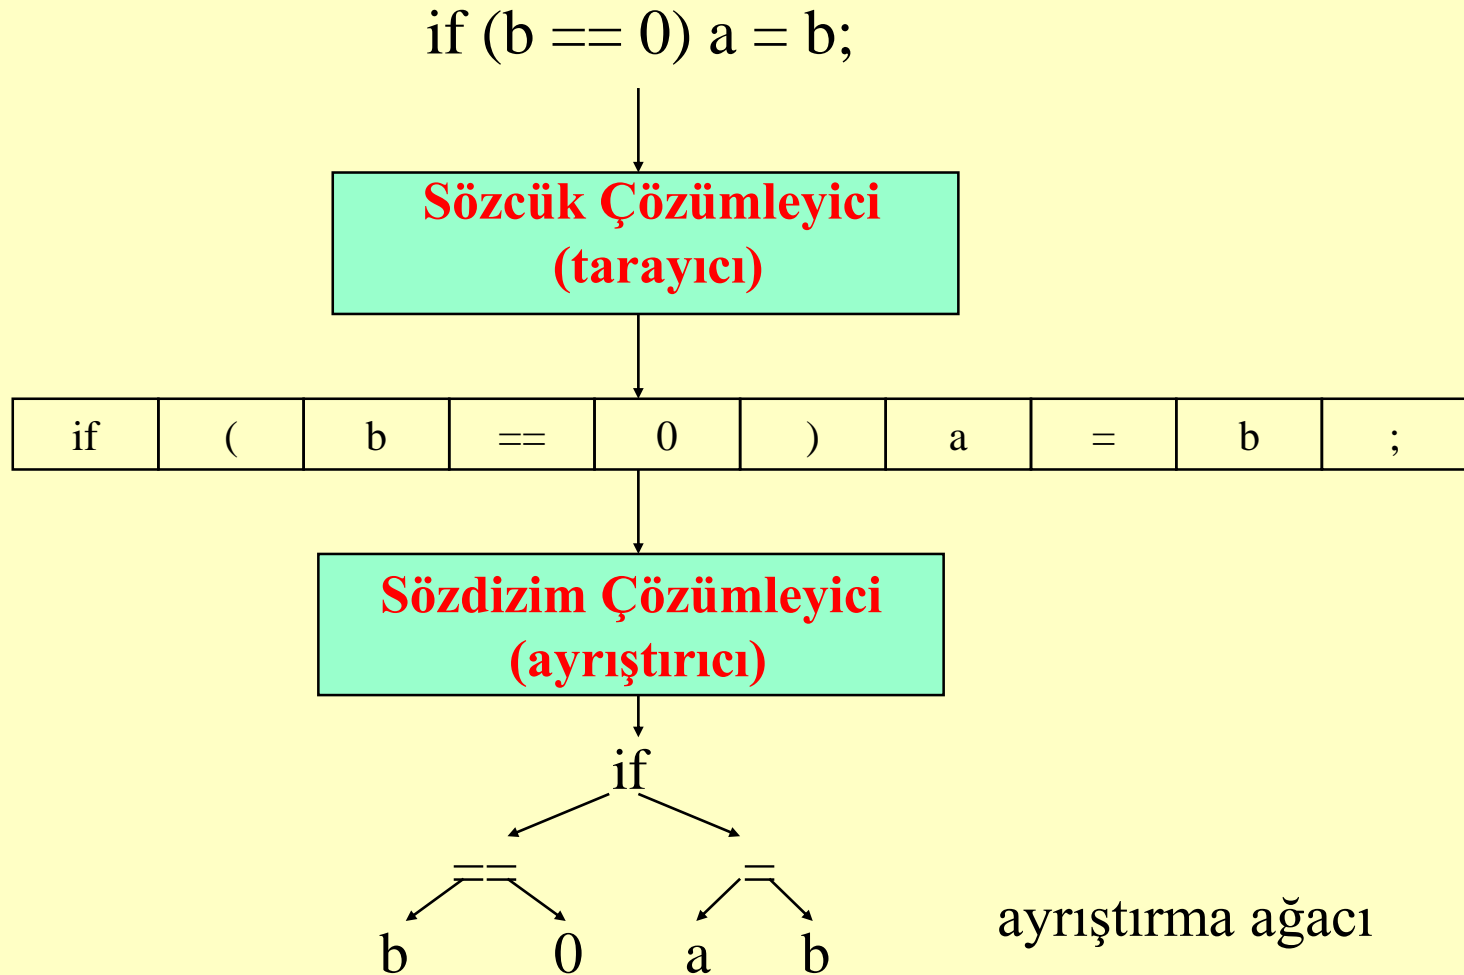 if (b == 0) a = b;
Sözcük Çözümleyici
(tarayıcı)
if ( b == 0 ) a = b ;
Sözdizim Çözümleyici
(ayrıştırıcı)
if
== =
b 0 a b
ayrıştırma ağacı